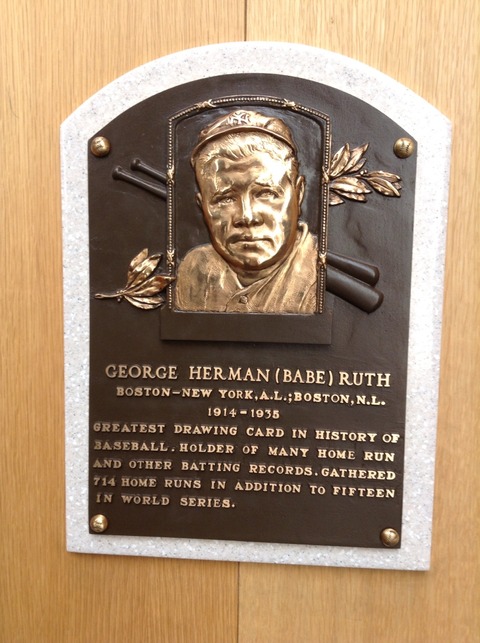 NY
GEORGE HERMAN (BABE) RUTH
BOSTON-NEW YORK, A.L.; BOSTON, N.L.
1914-1935
GREATEST DRAWING CARD IN HISTORY OF
BASEBALL. HOLDER OF MANY HOME RUN
AND OTHER BATTING RECORDS. GATHERED
714 HOME RUNS IN ADDITION TO FIFTEEN
IN WORLD SERIES.